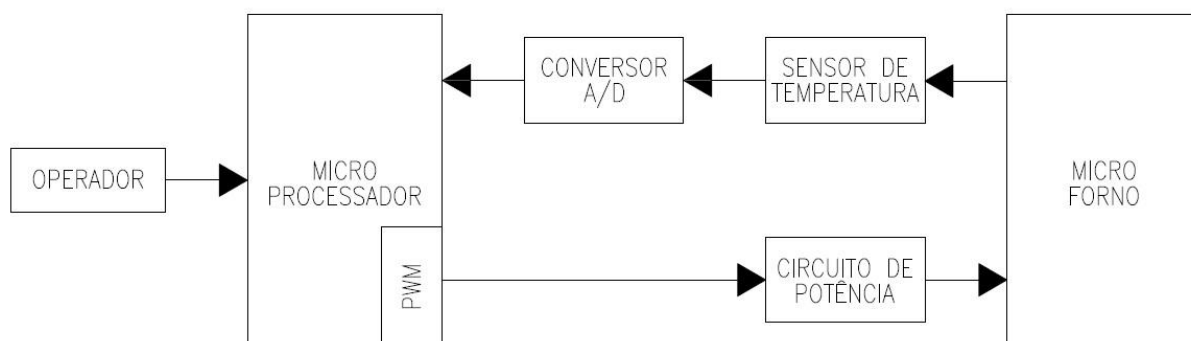 OPERADOR
MICRO
PROCESSADOR
PWM
CONVERSOR
A/D
SENSOR DE
TEMPERATURA
CIRCUITO DE
POTÊNCIA
MICRO
FORNO